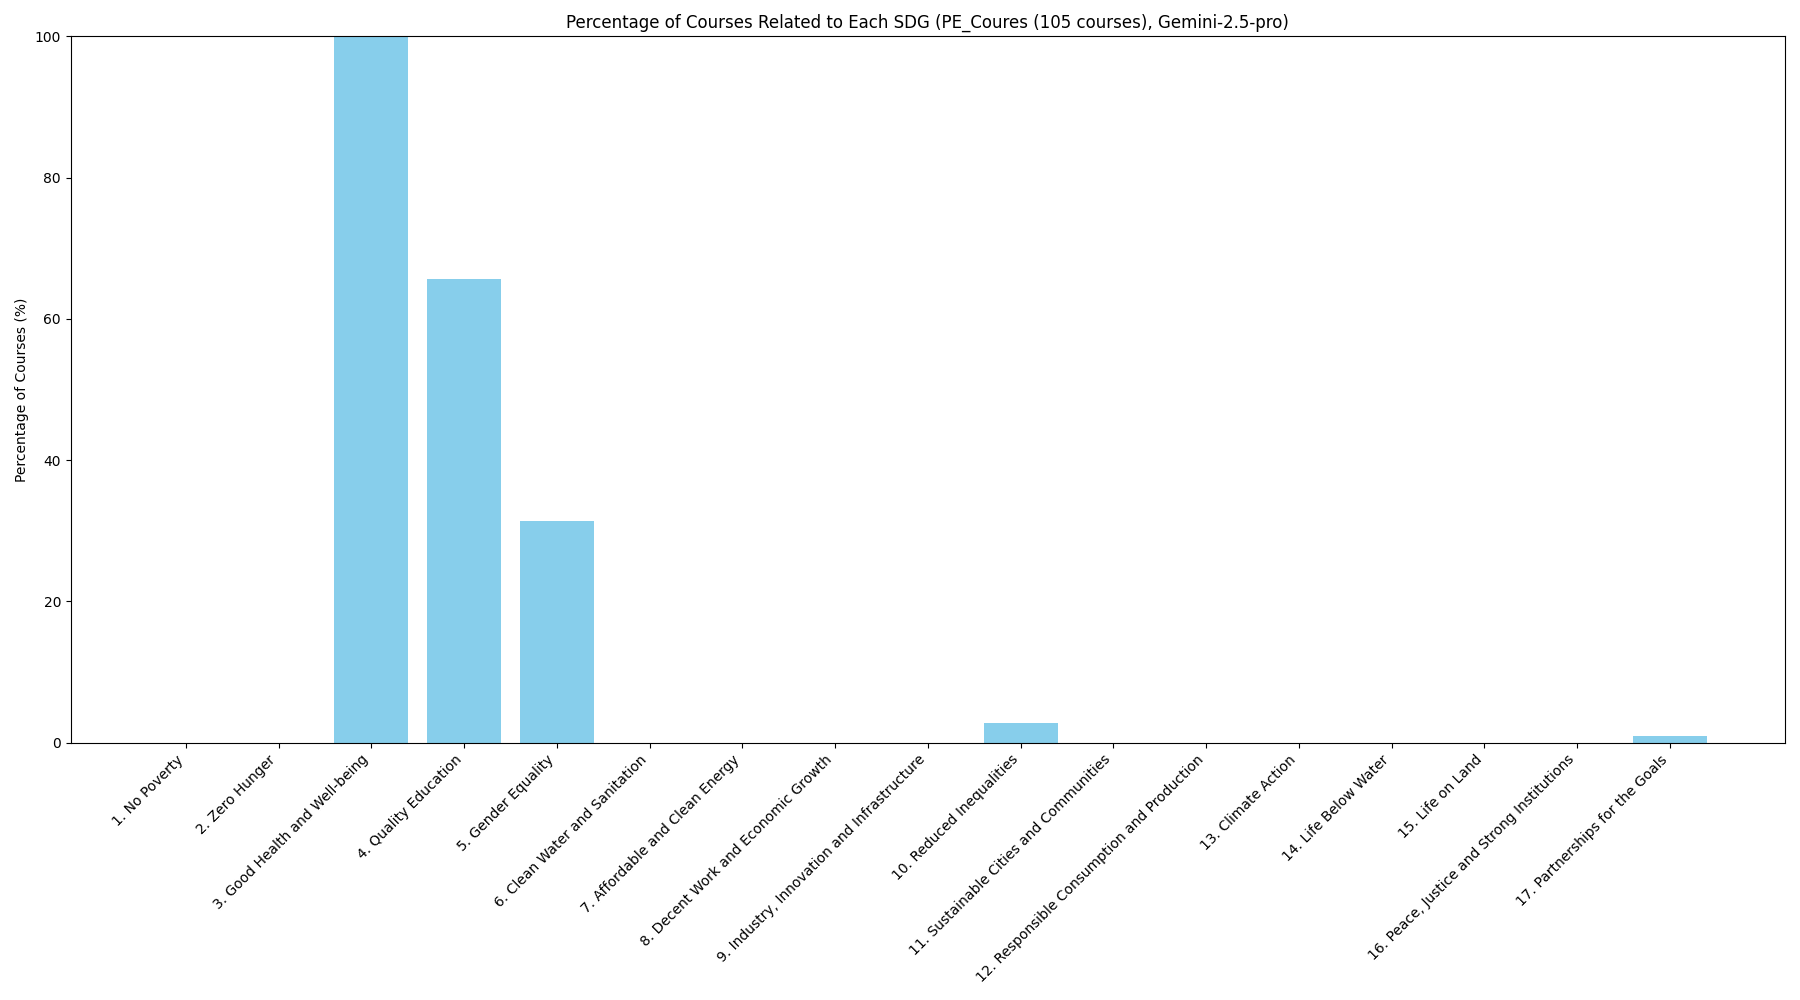 Percentage of Courses Related to Each SDG (PE_Coures (105 courses), Gemini-2.5-pro)
Percentage of Courses (%)
100
80
60
40
20
0
1. No Poverty
2. Zero Hunger
3. Good Health and Well-being
4. Quality Education
5. Gender Equality
6. Clean Water and Sanitation
7. Affordable and Clean Energy
8. Decent Work and Economic Growth
9. Industry, Innovation and Infrastructure
10. Reduced Inequalities
11. Sustainable Cities and Communities
12. Responsible Consumption and Production
13. Climate Action
14. Life Below Water
15. Life on Land
16. Peace, Justice and Strong Institutions
17. Partnerships for the Goals